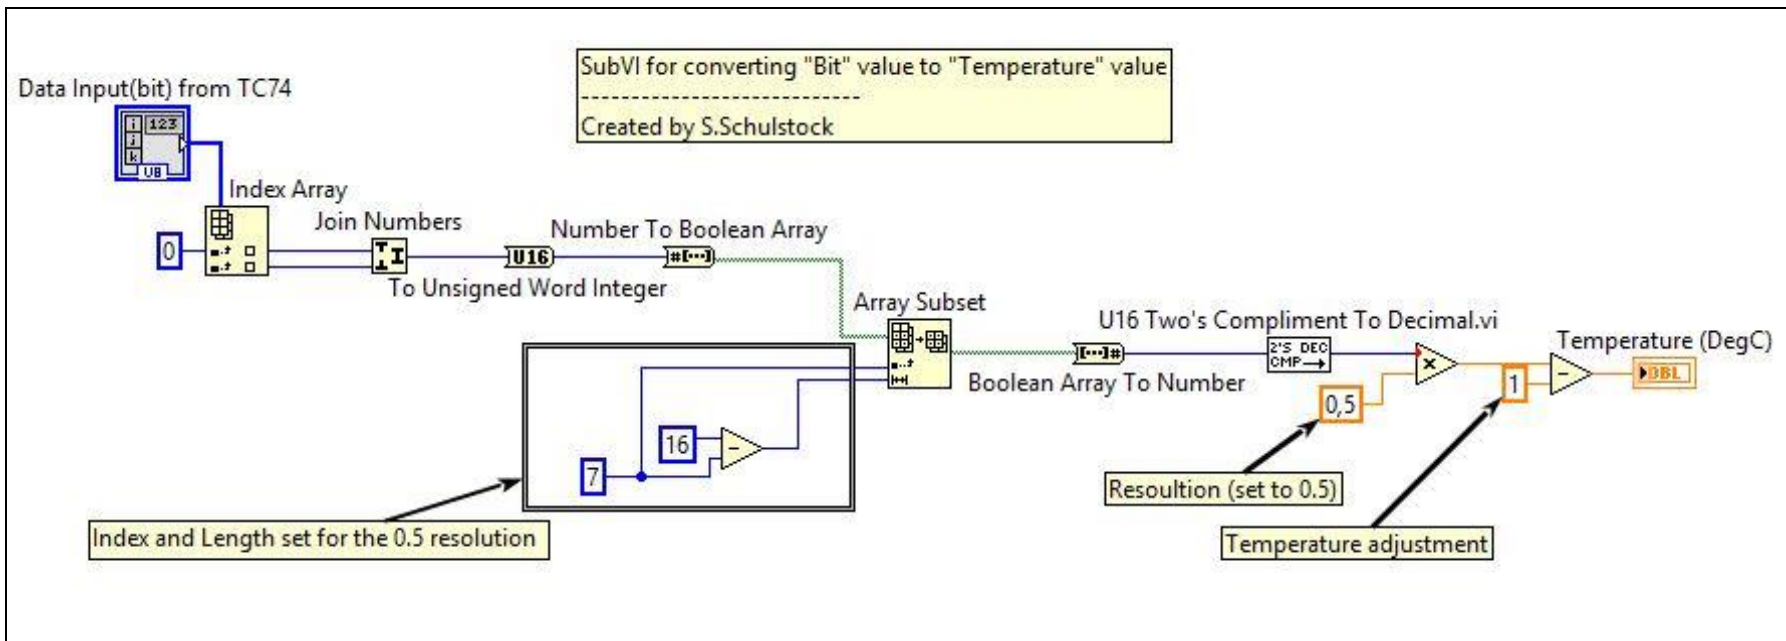 SubVI for converting "Bit" value to "Temperature" value
----------------------------
Created by S.Schulstock
Data Input(bit) from TC74
i 123
j
k
U8
Index Array
0
Join Numbers
U16
To Unsigned Word Integer
Number To Boolean Array
#[...]
Array Subset
[...]#
Boolean Array To Number
U16 Two's Compliment To Decimal.vi
2'S DEC
CMP→
x
0,5
1
-
Temperature (DegC)
DBL
16
-
7
Resoultion (set to 0.5)
Temperature adjustment
Index and Length set for the 0.5 resolution